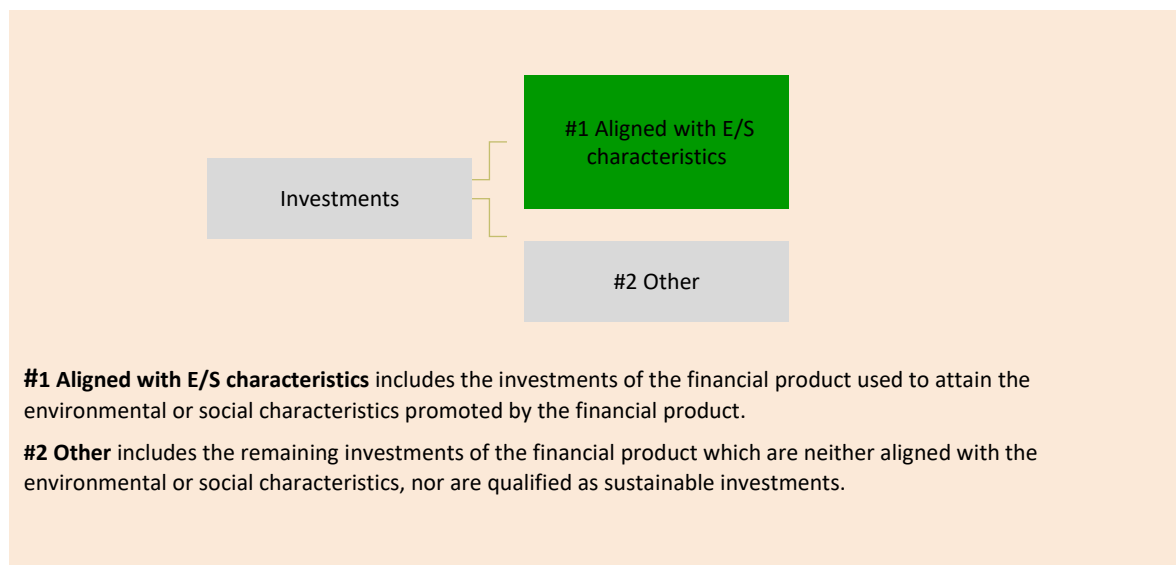 #1 Aligned with E/S
characteristics
Investments
#2 Other
#1 Aligned with E/S characteristics includes the investments of the financial product used to attain the
environmental or social characteristics promoted by the financial product.
#2 Other includes the remaining investments of the financial product which are neither aligned with the
environmental or social characteristics, nor are qualified as sustainable investments.